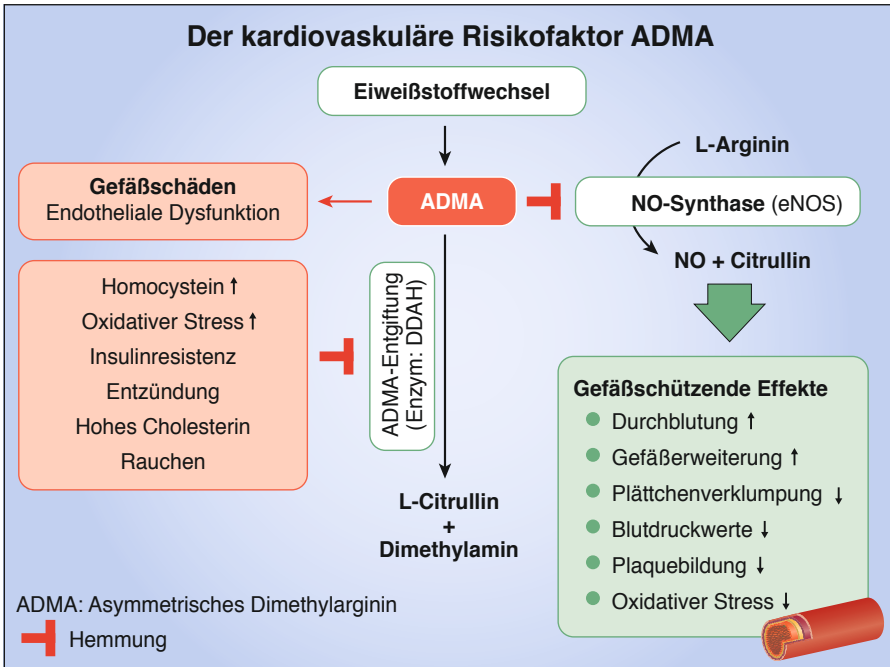 Der kardiovaskuläre Risikofaktor ADMA
Eiweißstoffwechsel
L-Arginin
Gefäßschäden
Endotheliale Dysfunktion
ADMA
NO-Synthase (eNOS)
NO + Citrullin
Homocystein ↑
Oxidativer Stress ↑
Insulinresistenz
Entzündung
Hohes Cholesterin
Rauchen
ADMA-Entgiftung
(Enzym: DDAH)
L-Citrullin
+
Dimethylamin
Gefäßschützende Effekte
● Durchblutung ↑
● Gefäßerweiterung ↑
● Plättchenverklumpung ↓
● Blutdruckwerte ↓
● Plaquebildung ↓
● Oxidativer Stress ↓
ADMA: Asymmetrisches Dimethylarginin
Hemmung